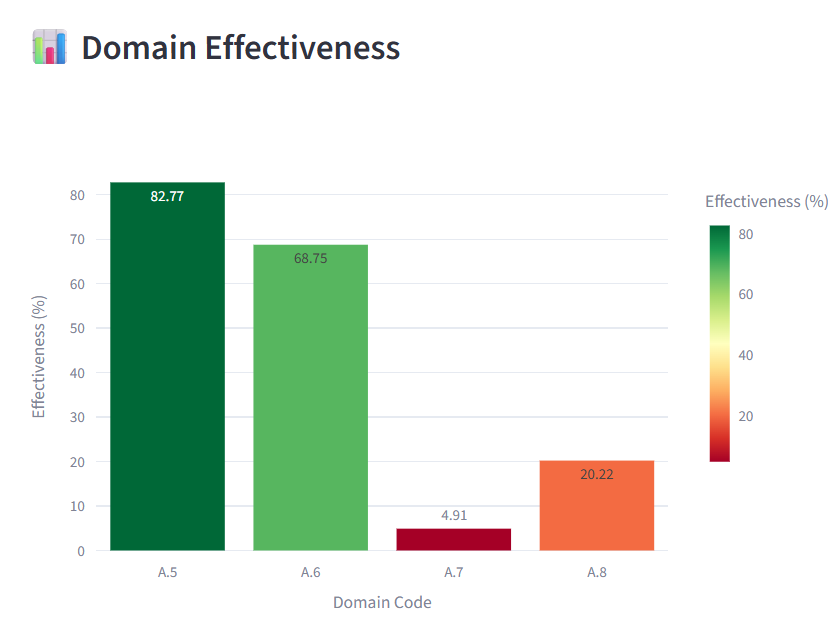 Domain Effectiveness
Effectiveness (%)
80
70
60
50
40
30
20
10
0
82.77
68.75
4.91
20.22
A.5
A.6
A.7
A.8
Domain Code
Effectiveness (%)
80
60
40
20